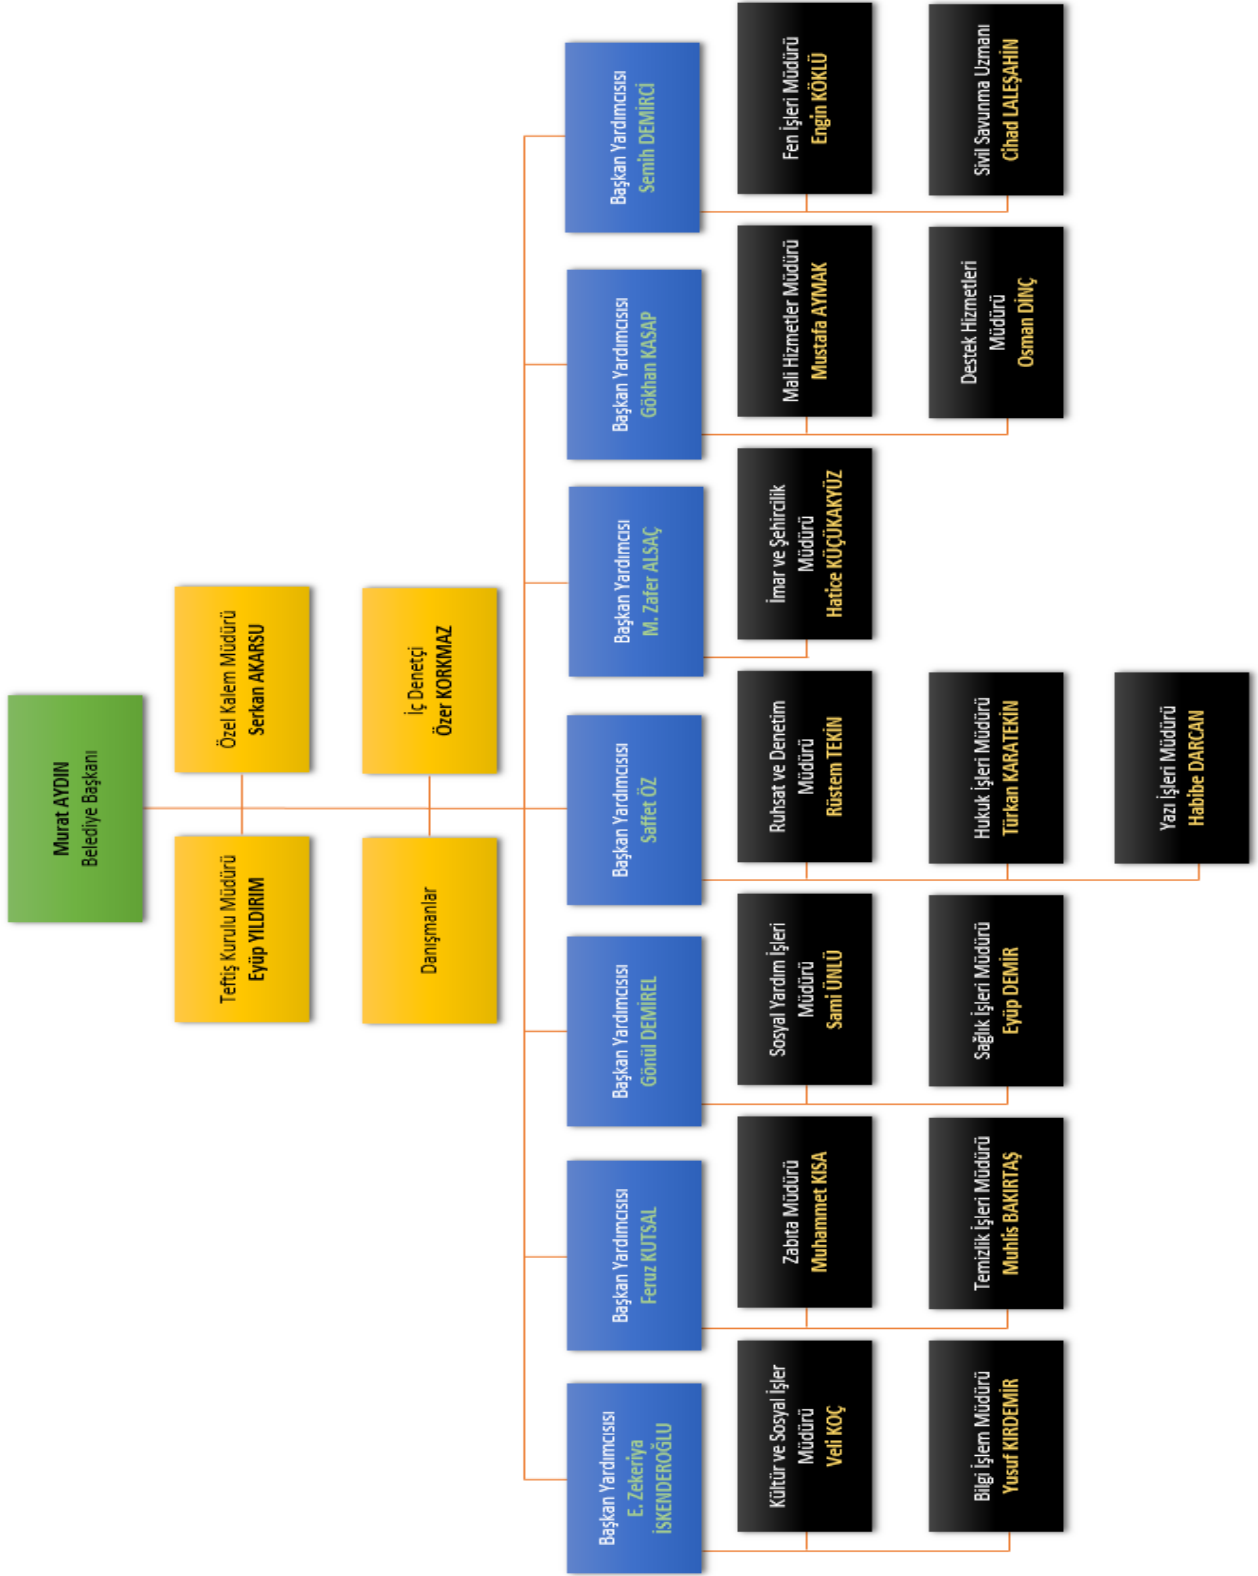 Murat AYDIN
Belediye Başkanı
Teftiş Kurulu Müdürü
Eyüp YILDIRIM
Özel Kalem Müdürü
Serkan AKARSU
Danışmanlar
İç Denetçi
Özer KORKMAZ
Başkan Yardımcısısı
E. Zekeriya
İSKENDEROĞLU
Başkan Yardımcısısı
Feruz KUTSAL
Başkan Yardımcısısı
Gönül DEMİREL
Başkan Yardımcısısı
Saffet ÖZ
Başkan Yardımcısı
M. Zafer ALSAÇ
Başkan Yardımcısısı
Gökhan KASAP
Başkan Yardımcısısı
Semih DEMİRCİ
Kültür ve Sosyal İşler
Müdürü
Veli KOÇ
Zabıta Müdürü
Muhammet KISA
Sosyal Yardım İşleri
Müdürü
Sami ÜNLÜ
Ruhsat ve Denetim
Müdürü
Rüstem TEKİN
İmar ve Şehircilik
Müdürü
Hatice KÜÇÜKAKYÜZ
Mali Hizmetler Müdürü
Mustafa AYMAK
Fen İşleri Müdürü
Engin KÖKLÜ
Bilgi İşlem Müdürü
Yusuf KIRDEMİR
Temizlik İşleri Müdürü
Muhlis BAKIRTAŞ
Sağlık İşleri Müdürü
Eyüp DEMİR
Hukuk İşleri Müdürü
Türkan KARATEKİN
Destek Hizmetleri
Müdürü
Osman DİNÇ
Sivil Savunma Uzmanı
Cihad LALEŞAHİN
Yazı İşleri Müdürü
Habibe DARCAN